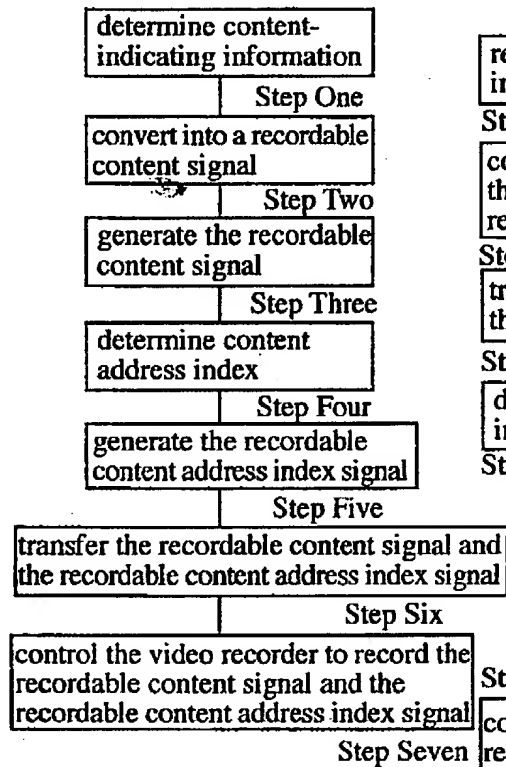 determine content-
indicating information
Step One
convert into a recordable
content signal
Step Two
generate the recordable
content signal
Step Three
determine content
address index
Step Four
generate the recordable
content address index signal
Step Five
transfer the recordable content signal and
the recordable content address index signal
Step Six
control the video recorder to record the
recordable content signal and the
recordable content address index signal
Step Seven